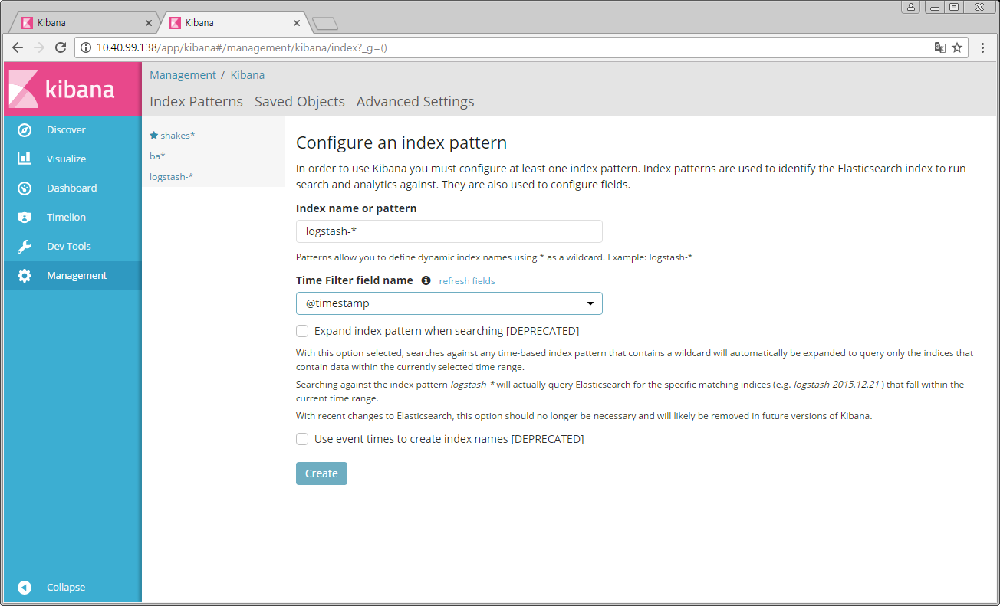 Kibana
Kibana
10.40.99.138/app/kibana#/management/kibana/index?_g=()
kibana
Discover
Visualize
Dashboard
Timelion
Dev Tools
Management
Collapse
Management / Kibana
Index Patterns Saved Objects Advanced Settings
shakes*
ba*
logstash-*
Configure an index pattern
In order to use Kibana you must configure at least one index pattern. Index patterns are used to identify the Elasticsearch index to run
search and analytics against. They are also used to configure fields.
Index name or pattern
logstash-*
Patterns allow you to define dynamic index names using * as a wildcard. Example: logstash-*
Time Filter field name refresh fields
@timestamp
Expand index pattern when searching [DEPRECATED]
With this option selected, searches against any time-based index pattern that contains a wildcard will automatically be expanded to query only the indices that
contain data within the currently selected time range.
Searching against the index pattern logstash-* will actually query Elasticsearch for the specific matching indices (e.g. logstash-2015.12.21 ) that fall within the
current time range.
With recent changes to Elasticsearch, this option should no longer be necessary and will likely be removed in future versions of Kibana.
Use event times to create index names [DEPRECATED]
Create